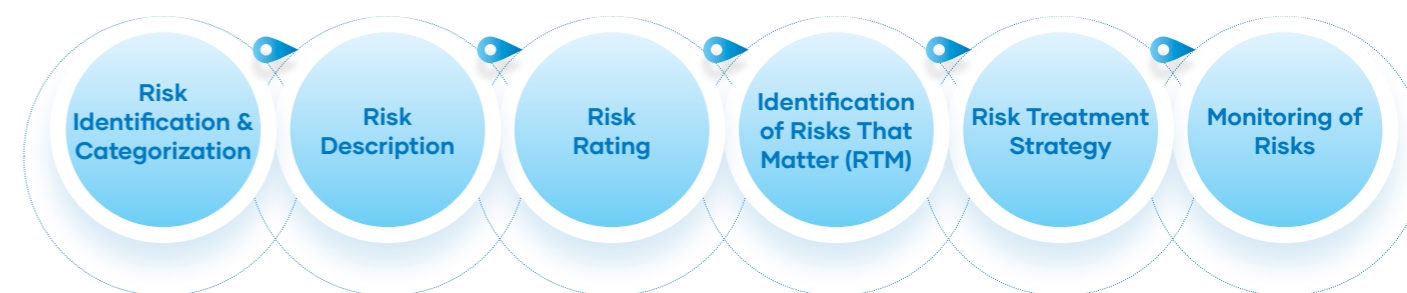 Risk
Identification &
Categorization
Risk
Description
Risk
Rating
Identification
of Risks That
Matter (RTM)
Risk Treatment
Strategy
Monitoring of
Risks